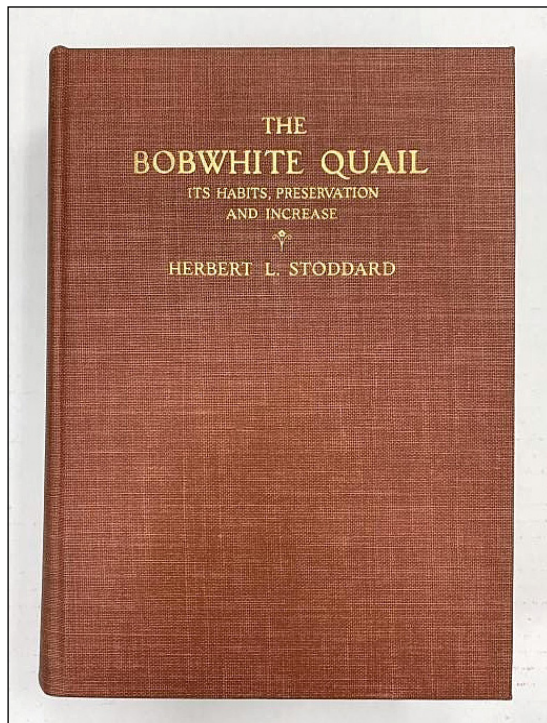 THE
BOBWHITE QUAIL
ITS HABITS, PRESERVATION
AND INCREASE
HERBERT L. STODDARD